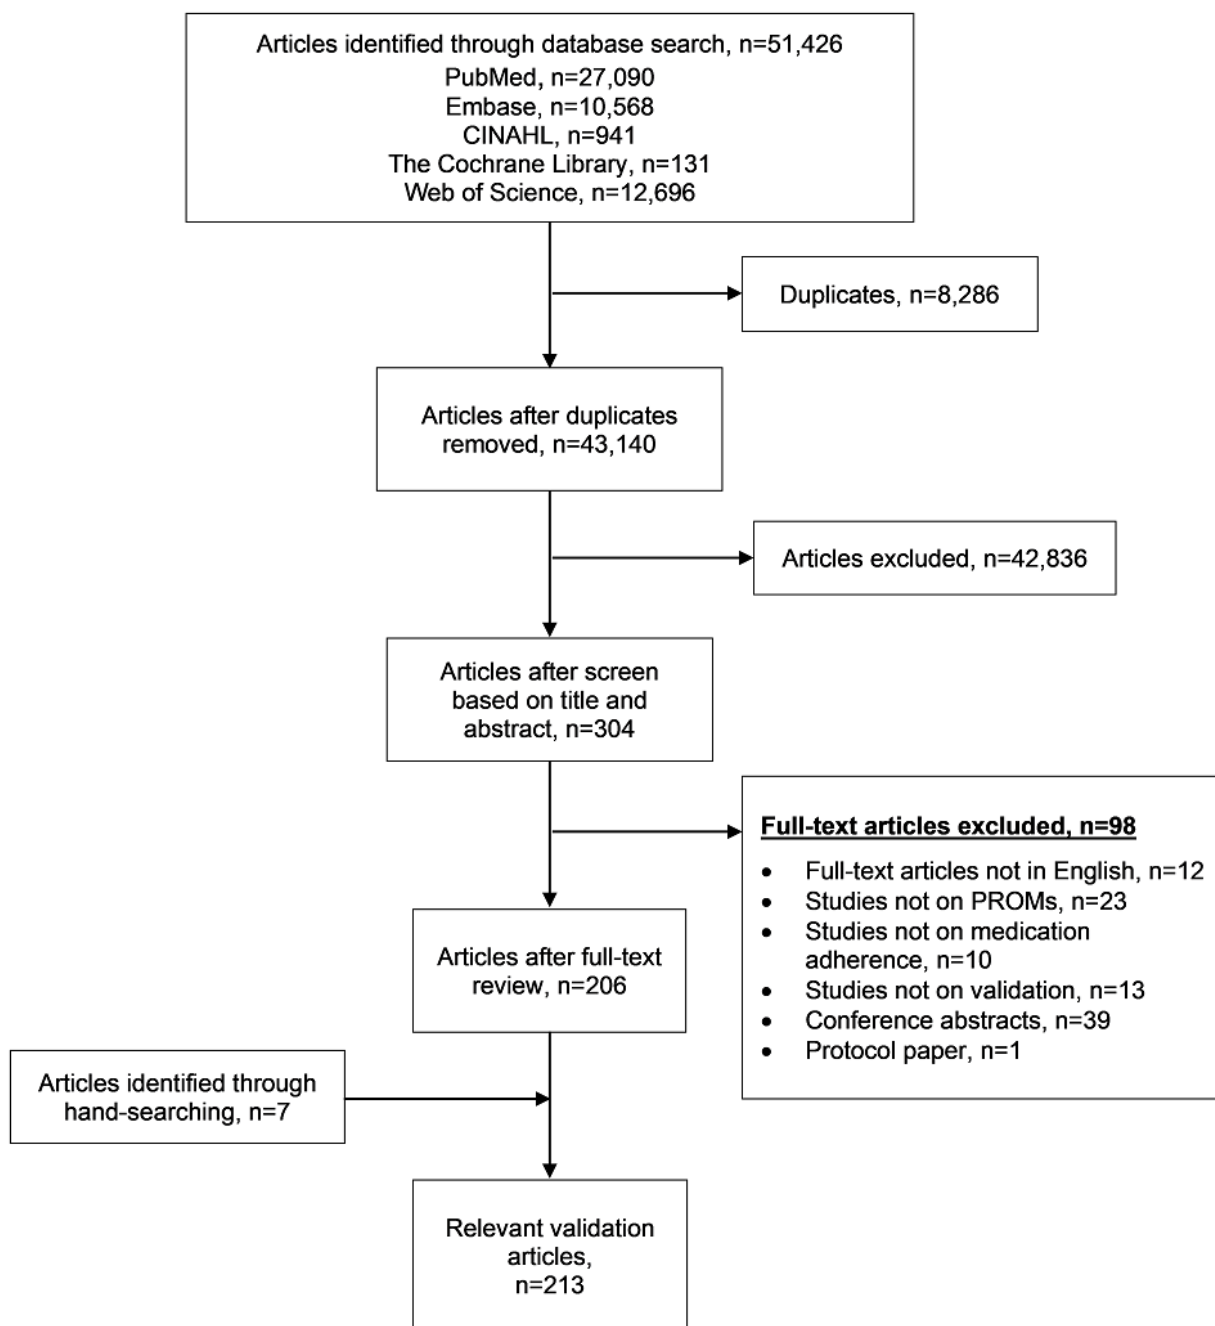 Articles identified through database search, n=51,426
PubMed, n=27,090
Embase, n=10,568
CINAHL, n=941
The Cochrane Library, n=131
Web of Science, n=12,696
Duplicates, n=8,286
Articles after duplicates
removed, n=43,140
Articles excluded, n=42,836
Articles after screen
based on title and
abstract, n=304
Full-text articles excluded, n=98
• Full-text articles not in English, n=12
• Studies not on PROMs, n=23
• Studies not on medication
adherence, n=10
• Studies not on validation, n=13
• Conference abstracts, n=39
• Protocol paper, n=1
Articles after full-text
review, n=206
Articles identified through
hand-searching, n=7
Relevant validation
articles,
n=213